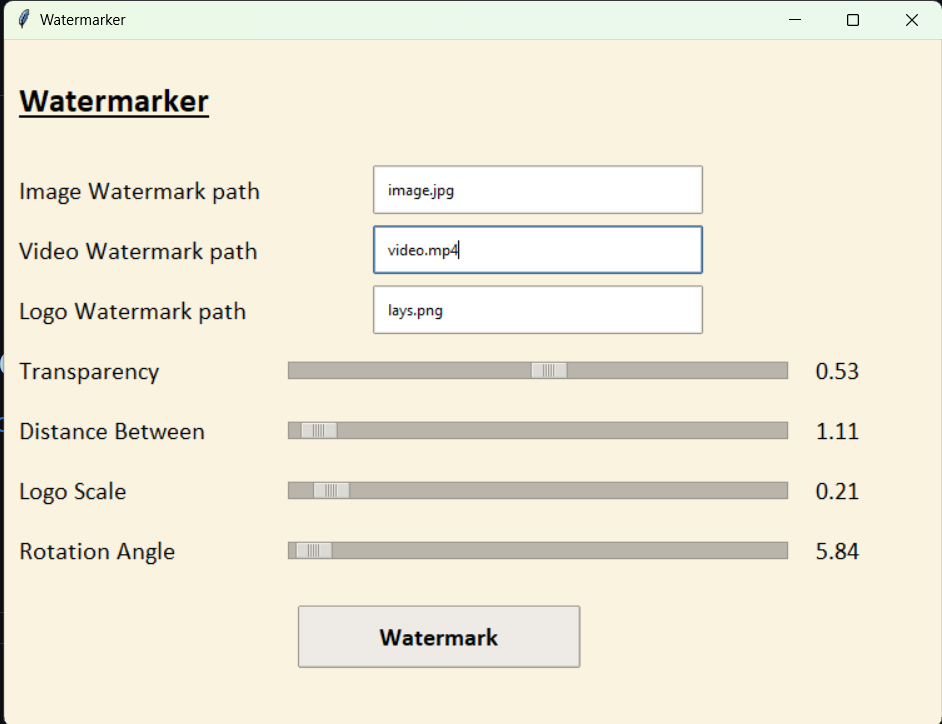 Watermarker
Watermarker
Image Watermark path image.jpg
Video Watermark path video.mp4
Logo Watermark path lays.png
Transparency 0.53
Distance Between 1.11
Logo Scale 0.21
Rotation Angle 5.84
Watermark